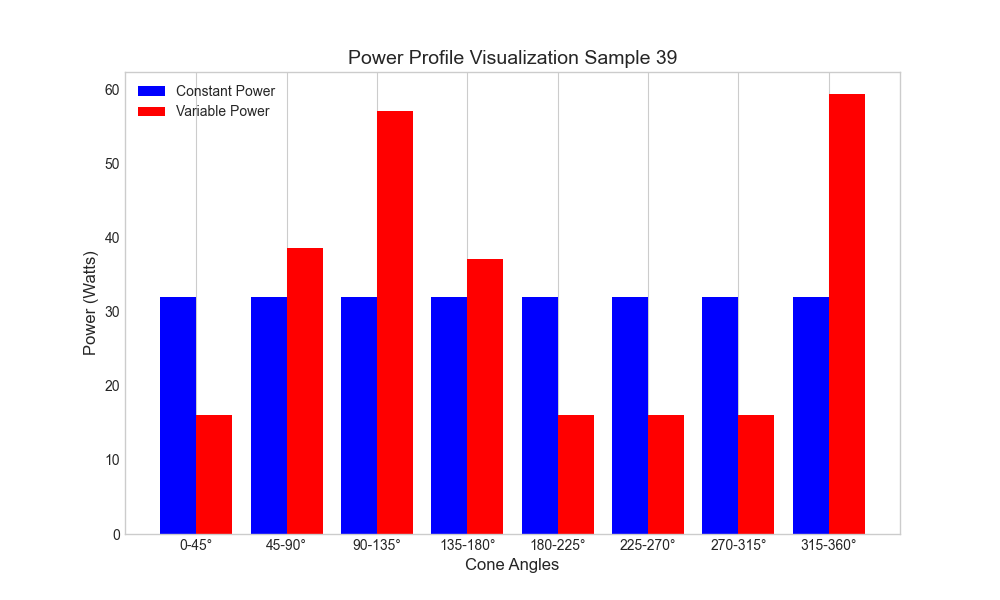 Power Profile Visualization Sample 39
Constant Power
Variable Power
Power (Watts)
60
50
40
30
20
10
0
0-45° 45-90° 90-135° 135-180° 180-225° 225-270° 270-315° 315-360°
Cone Angles